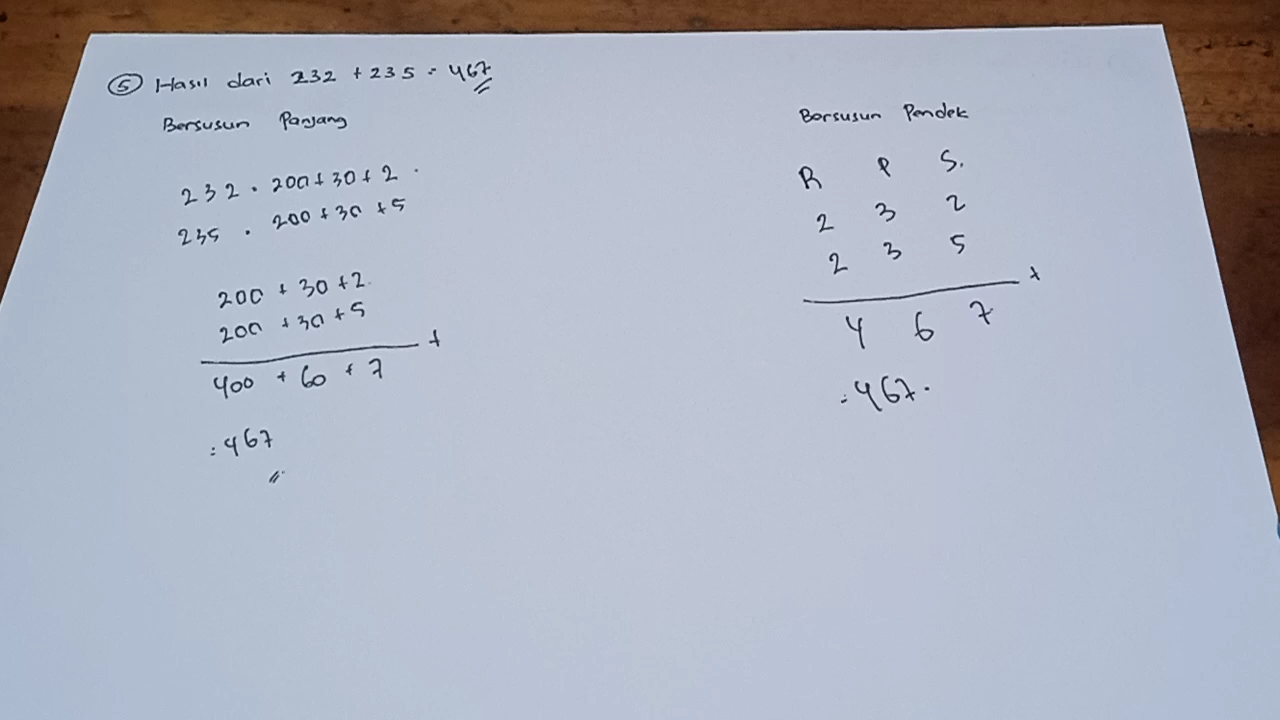 ⑤ Hasil dari 232 + 235 = 467
Bersusun Panjang
232 = 200 + 30 + 2
235 = 200 + 30 + 5
200 + 30 + 2
200 + 30 + 5
+
400 + 60 + 7
= 467
Bersusun Pendek
R P S.
2 3 2
2 3 5
+
4 6 7
= 467.